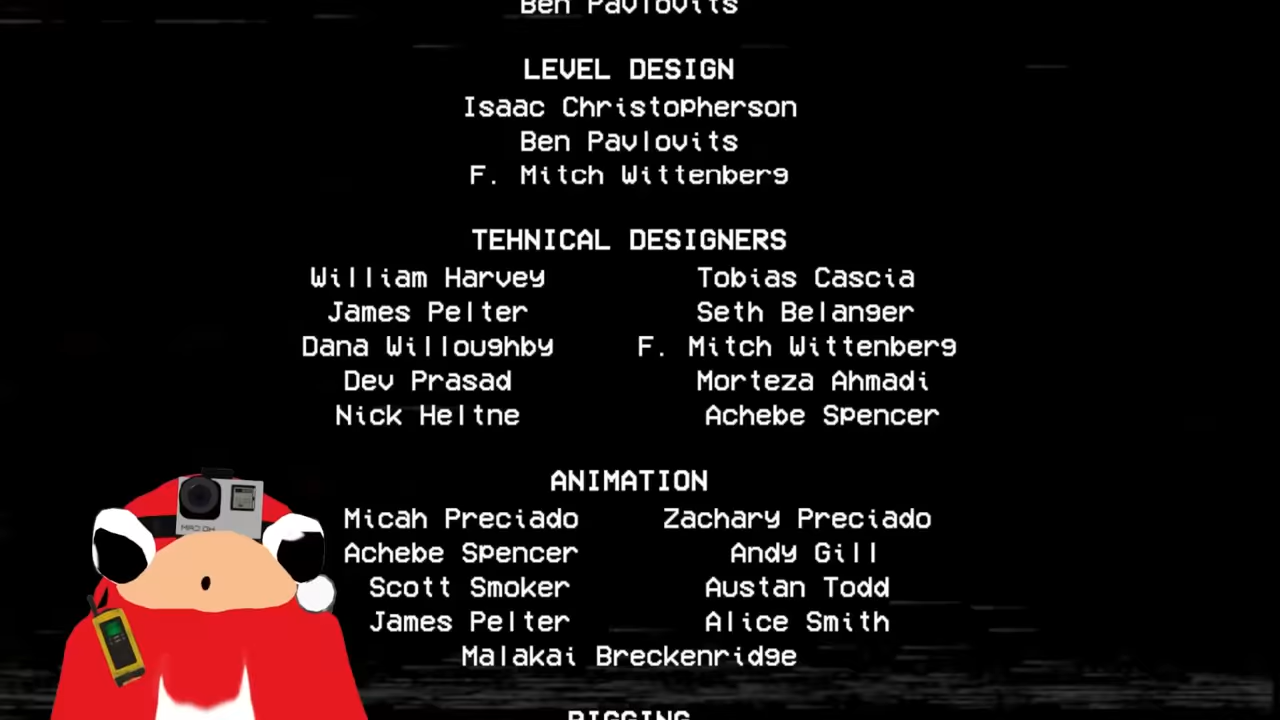 Ben Pavlovits
LEVEL DESIGN
Isaac Christopherson
Ben Pavlovits
F. Mitch Wittenberg
TEHNICAL DESIGNERS
William Harvey Tobias Cascia
James Pelter Seth Belanger
Dana Willoughby F. Mitch Wittenberg
Dev Prasad Morteza Ahmadi
Nick Heltne Achebe Spencer
ANIMATION
Micah Preciado Zachary Preciado
Achebe Spencer Andy Gill
Scott Smoker Austan Todd
James Pelter Alice Smith
Malakai Breckenridge
RIGGING